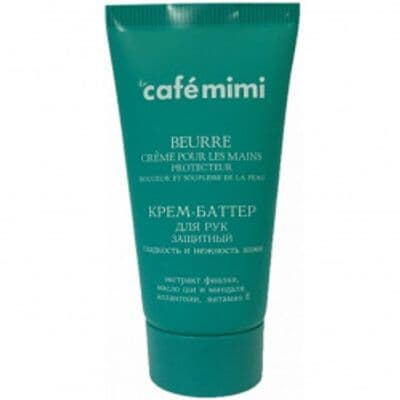 le café mimi
BEURRE
CRÈME POUR LES MAINS
PROTECTEUR
DOUCEUR ET SOUPLESSE DE LA PEAU
КРЕМ-БАТТЕР
ДЛЯ РУК
ЗАЩИТНЫЙ
гладкость и нежность кожи
экстракт фиалки,
масло ши и миндаля,
аллантоин, витамин Е